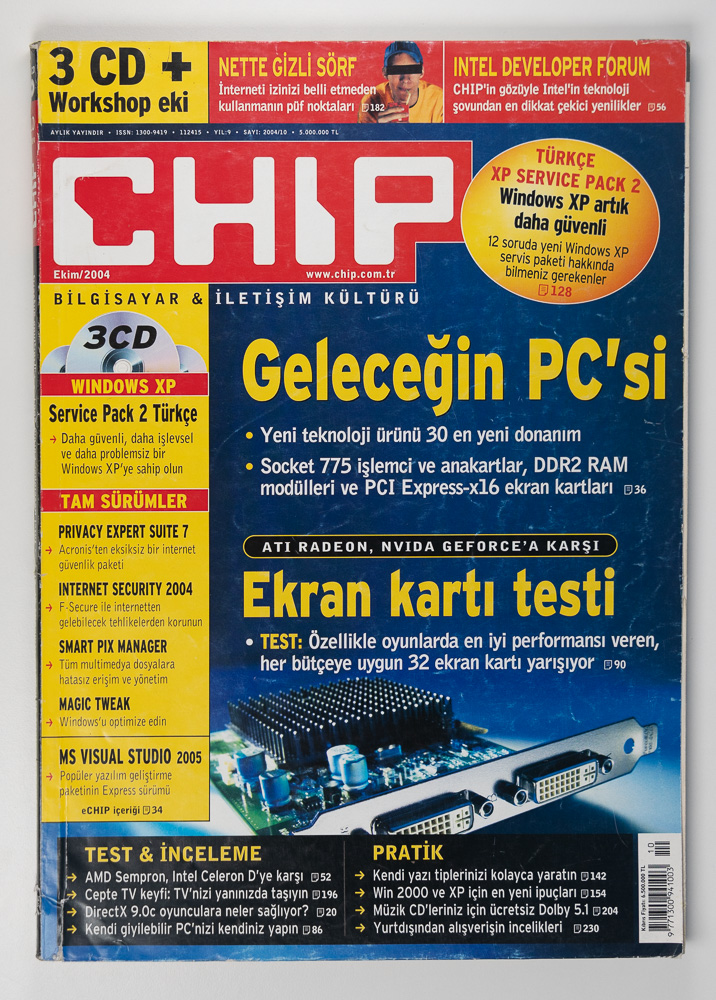 3 CD +
Workshop eki
NETTE GİZLİ SÖRF
İnterneti izinizi belli etmeden
kullanmanın püf noktaları 182
INTEL DEVELOPER FORUM
CHIP'in gözüyle Intel'in teknoloji
şovundan en dikkat çekici yenilikler 56
AYLIK YAYINDIR • ISSN: 1300-9419 • 112415 • YIL:9 • SAYI: 2004/10 • 5.000.000 TL
CHIP
Ekim/2004
www.chip.com.tr
TÜRKÇE
XP SERVICE PACK 2
Windows XP artık
daha güvenli
12 soruda yeni Windows XP
servis paketi hakkında
bilmeniz gerekenler
128
BİLGİSAYAR & İLETİŞİM KÜLTÜRÜ
3CD
WINDOWS XP
Service Pack 2 Türkçe
→ Daha güvenli, daha işlevsel
ve daha problemsiz bir
Windows XP'ye sahip olun
TAM SÜRÜMLER
PRIVACY EXPERT SUITE 7
→ Acronis'ten eksiksiz bir internet
güvenlik paketi
INTERNET SECURITY 2004
→ F-Secure ile internetten
gelebilecek tehlikelerden korunun
SMART PIX MANAGER
→ Tüm multimedya dosyalara
hatasız erişim ve yönetim
MAGIC TWEAK
→ Windows'u optimize edin
MS VISUAL STUDIO 2005
→ Popüler yazılım geliştirme
paketinin Express sürümü
eCHIP içeriği 34
Geleceğin PC'si
• Yeni teknoloji ürünü 30 en yeni donanım
• Socket 775 işlemci ve anakartlar, DDR2 RAM
modülleri ve PCI Express-x16 ekran kartları 36
ATI RADEON, NVIDA GEFORCE'A KARŞI
Ekran kartı testi
• TEST: Özellikle oyunlarda en iyi performansı veren,
her bütçeye uygun 32 ekran kartı yarışıyor 90
TEST & İNCELEME
→ AMD Sempron, Intel Celeron D'ye karşı 52
→ Cepte TV keyfi: TV'nizi yanınızda taşıyın 196
→ DirectX 9.0c oyunculara neler sağlıyor? 20
→ Kendi giyilebilir PC'nizi kendiniz yapın 86
PRATİK
→ Kendi yazı tiplerinizi kolayca yaratın 142
→ Win 2000 ve XP için en yeni ipuçları 154
→ Müzik CD'leriniz için ücretsiz Dolby 5.1 204
→ Yurtdışından alışverişin incelikleri 230
Kıbrıs Fiyatı: 6.500.000 TL
10
9 771300 941003